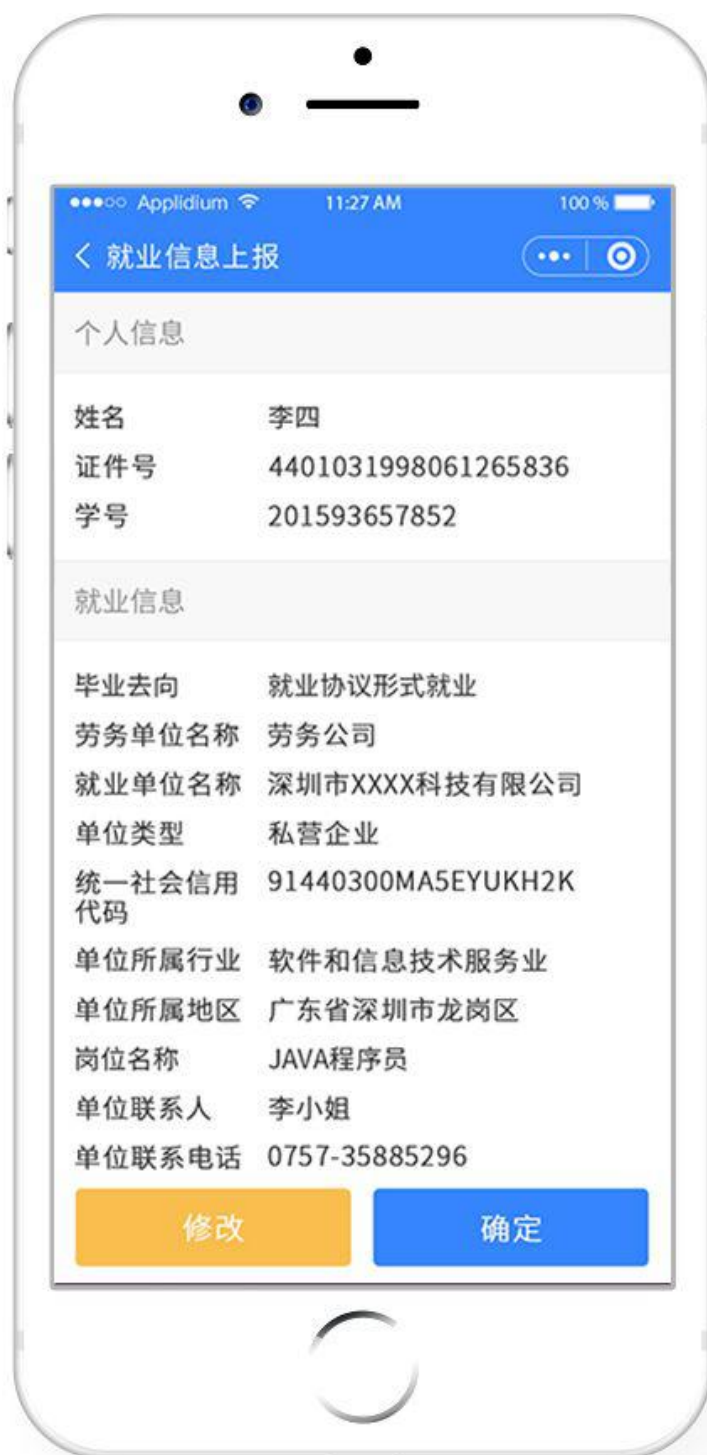 Applidium 11:27 AM 100 %
就业信息上报
个人信息
姓名 李四
证件号 4401031998061265836
学号 201593657852
就业信息
毕业去向 就业协议形式就业
劳务单位名称 劳务公司
就业单位名称 深圳市XXXX科技有限公司
单位类型 私营企业
统一社会信用 91440300MA5EYUKH2K
代码
单位所属行业 软件和信息技术服务业
单位所属地区 广东省深圳市龙岗区
岗位名称 JAVA程序员
单位联系人 李小姐
单位联系电话 0757-35885296
修改 确定